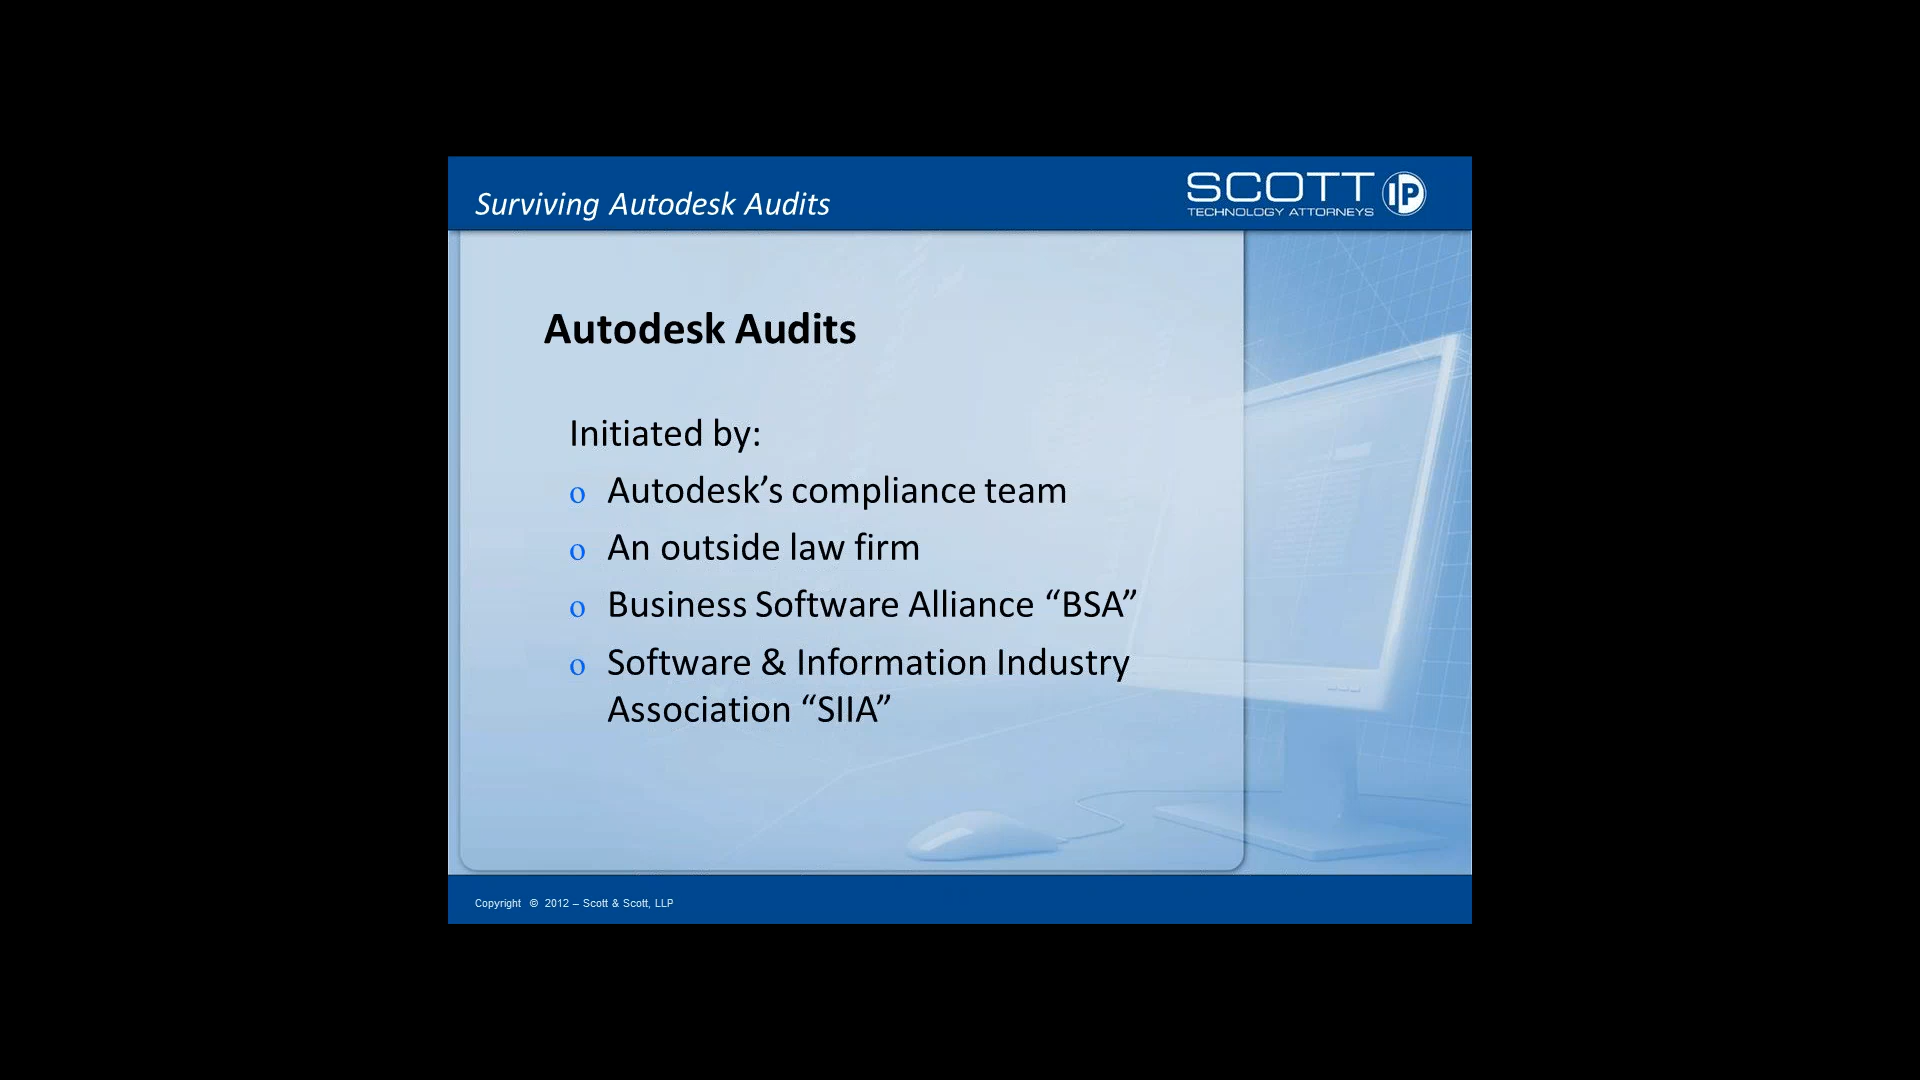 Surviving Autodesk Audits
SCOTT
TECHNOLOGY ATTORNEYS
IP
Autodesk Audits
Initiated by:
o Autodesk’s compliance team
o An outside law firm
o Business Software Alliance “BSA”
o Software & Information Industry
Association “SIIA”
Copyright © 2012 – Scott & Scott, LLP